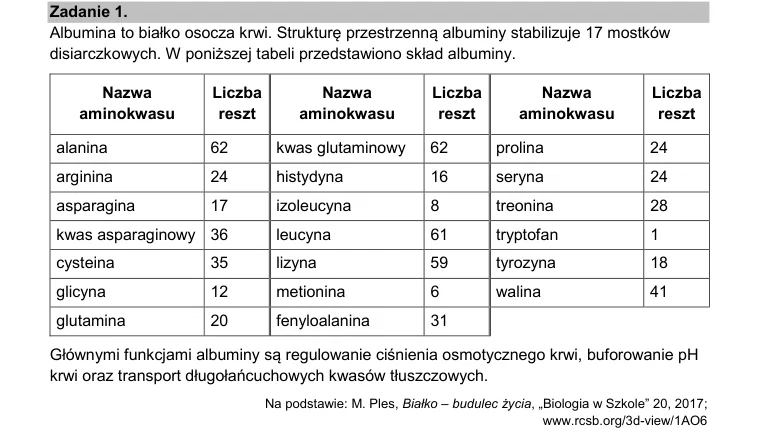 Zadanie 1.
Albumina to białko osocza krwi. Strukturę przestrzenną albuminy stabilizuje 17 mostków
disiarczkowych. W poniższej tabeli przedstawiono skład albuminy.
Nazwa aminokwasu Liczba reszt Nazwa aminokwasu Liczba reszt Nazwa aminokwasu Liczba reszt
alanina 62 kwas glutaminowy 62 prolina 24
arginina 24 histydyna 16 seryna 24
asparagina 17 izoleucyna 8 treonina 28
kwas asparaginowy 36 leucyna 61 tryptofan 1
cysteina 35 lizyna 59 tyrozyna 18
glicyna 12 metionina 6 walina 41
glutamina 20 fenyloalanina 31
Głównymi funkcjami albuminy są regulowanie ciśnienia osmotycznego krwi, buforowanie pH
krwi oraz transport długołańcuchowych kwasów tłuszczowych.
Na podstawie: M. Ples, Białko – budulec życia, „Biologia w Szkole” 20, 2017;
www.rcsb.org/3d-view/1AO6